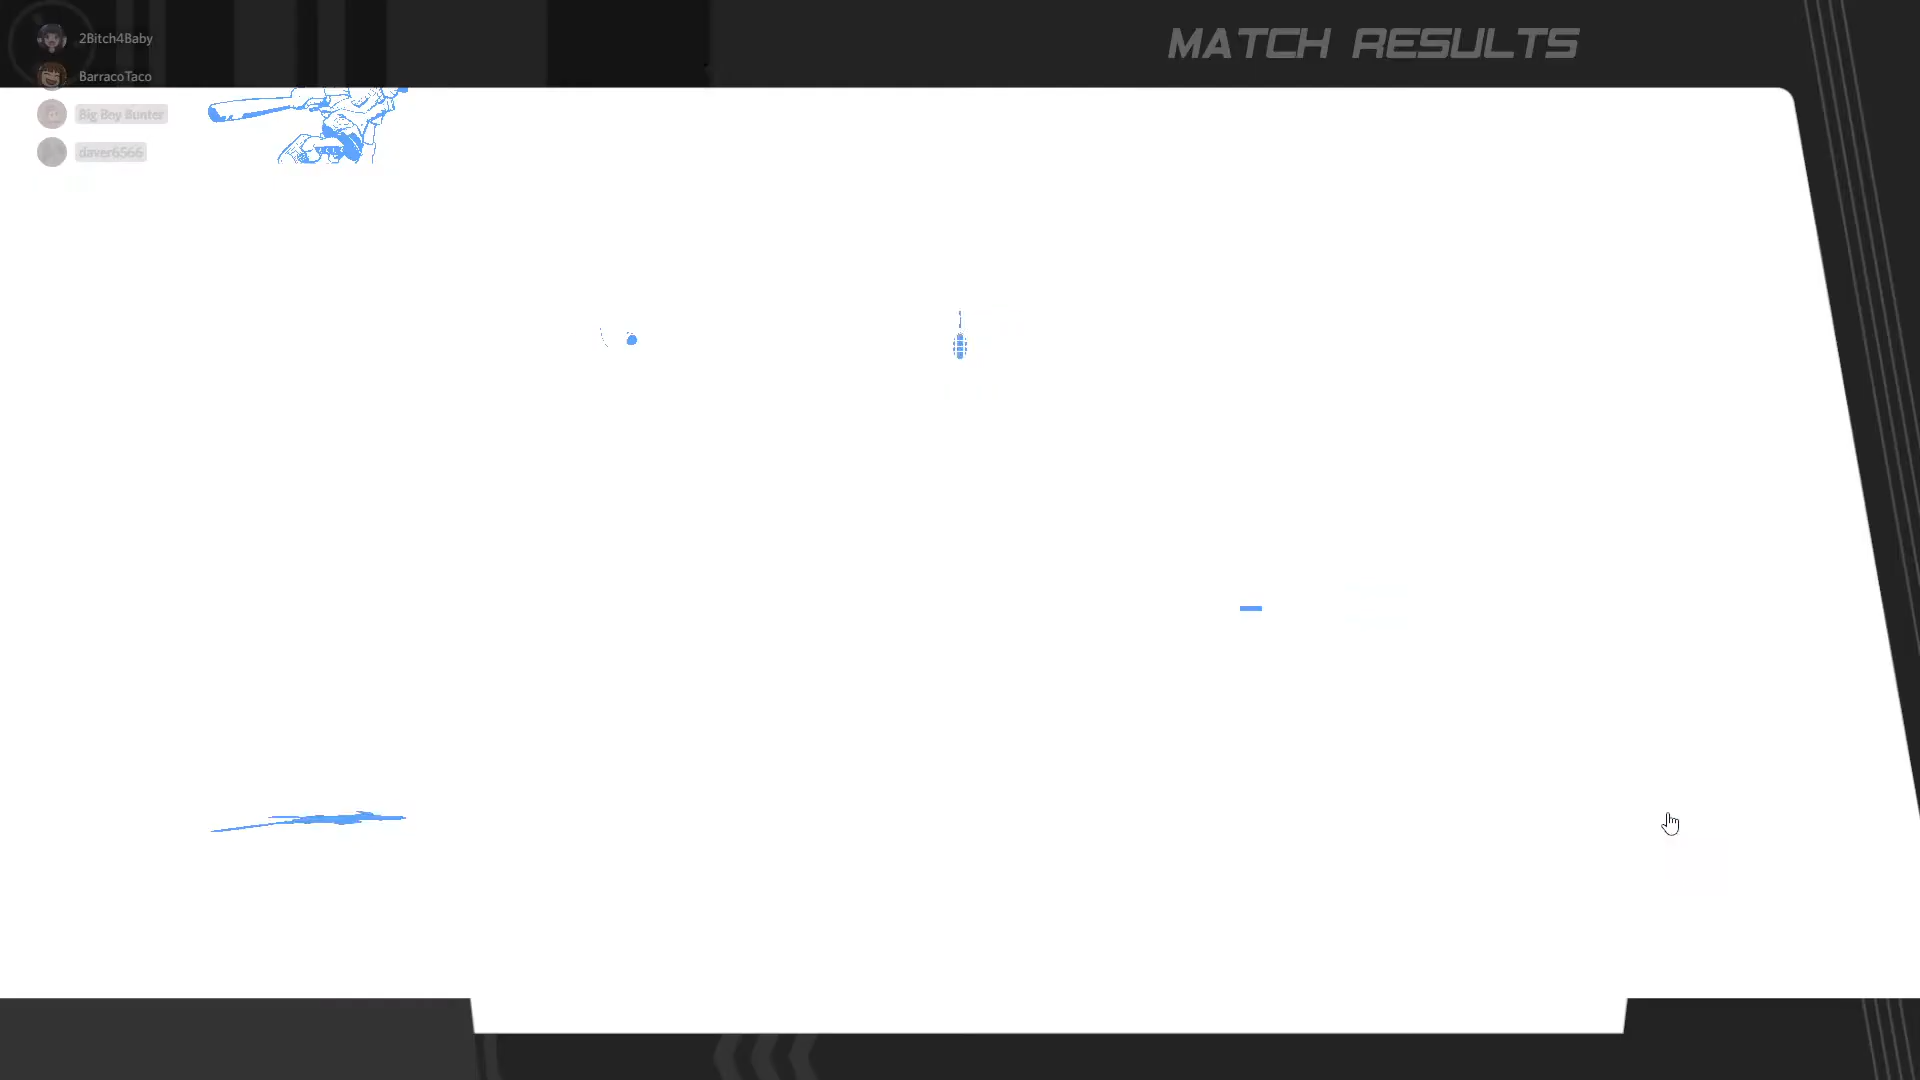 2Bitch4Baby
MATCH RESULTS
BarracoTaco
Big Boy Bunter
daver6566